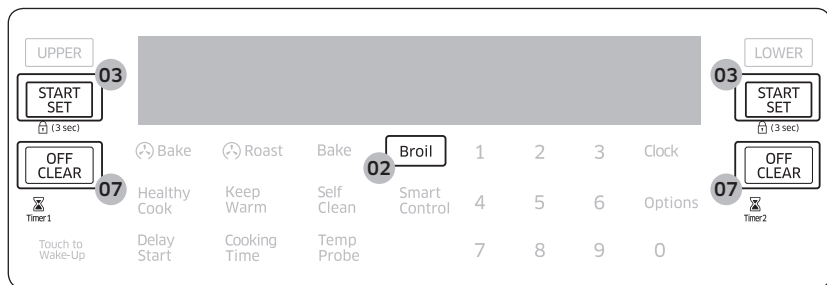 UPPER
LOWER
03
03
START
SET
START
SET
(3 sec)
(3 sec)
Bake
Roast
Bake
Broil
1
2
3
Clock
OFF
CLEAR
OFF
CLEAR
02
07
07
Healthy
Cook
Keep
Warm
Self
Clean
Smart
Control
4
5
6
Options
Timer1
Timer2
Touch to
Wake-Up
Delay
Start
Cooking
Time
Temp
Probe
7
8
9
0